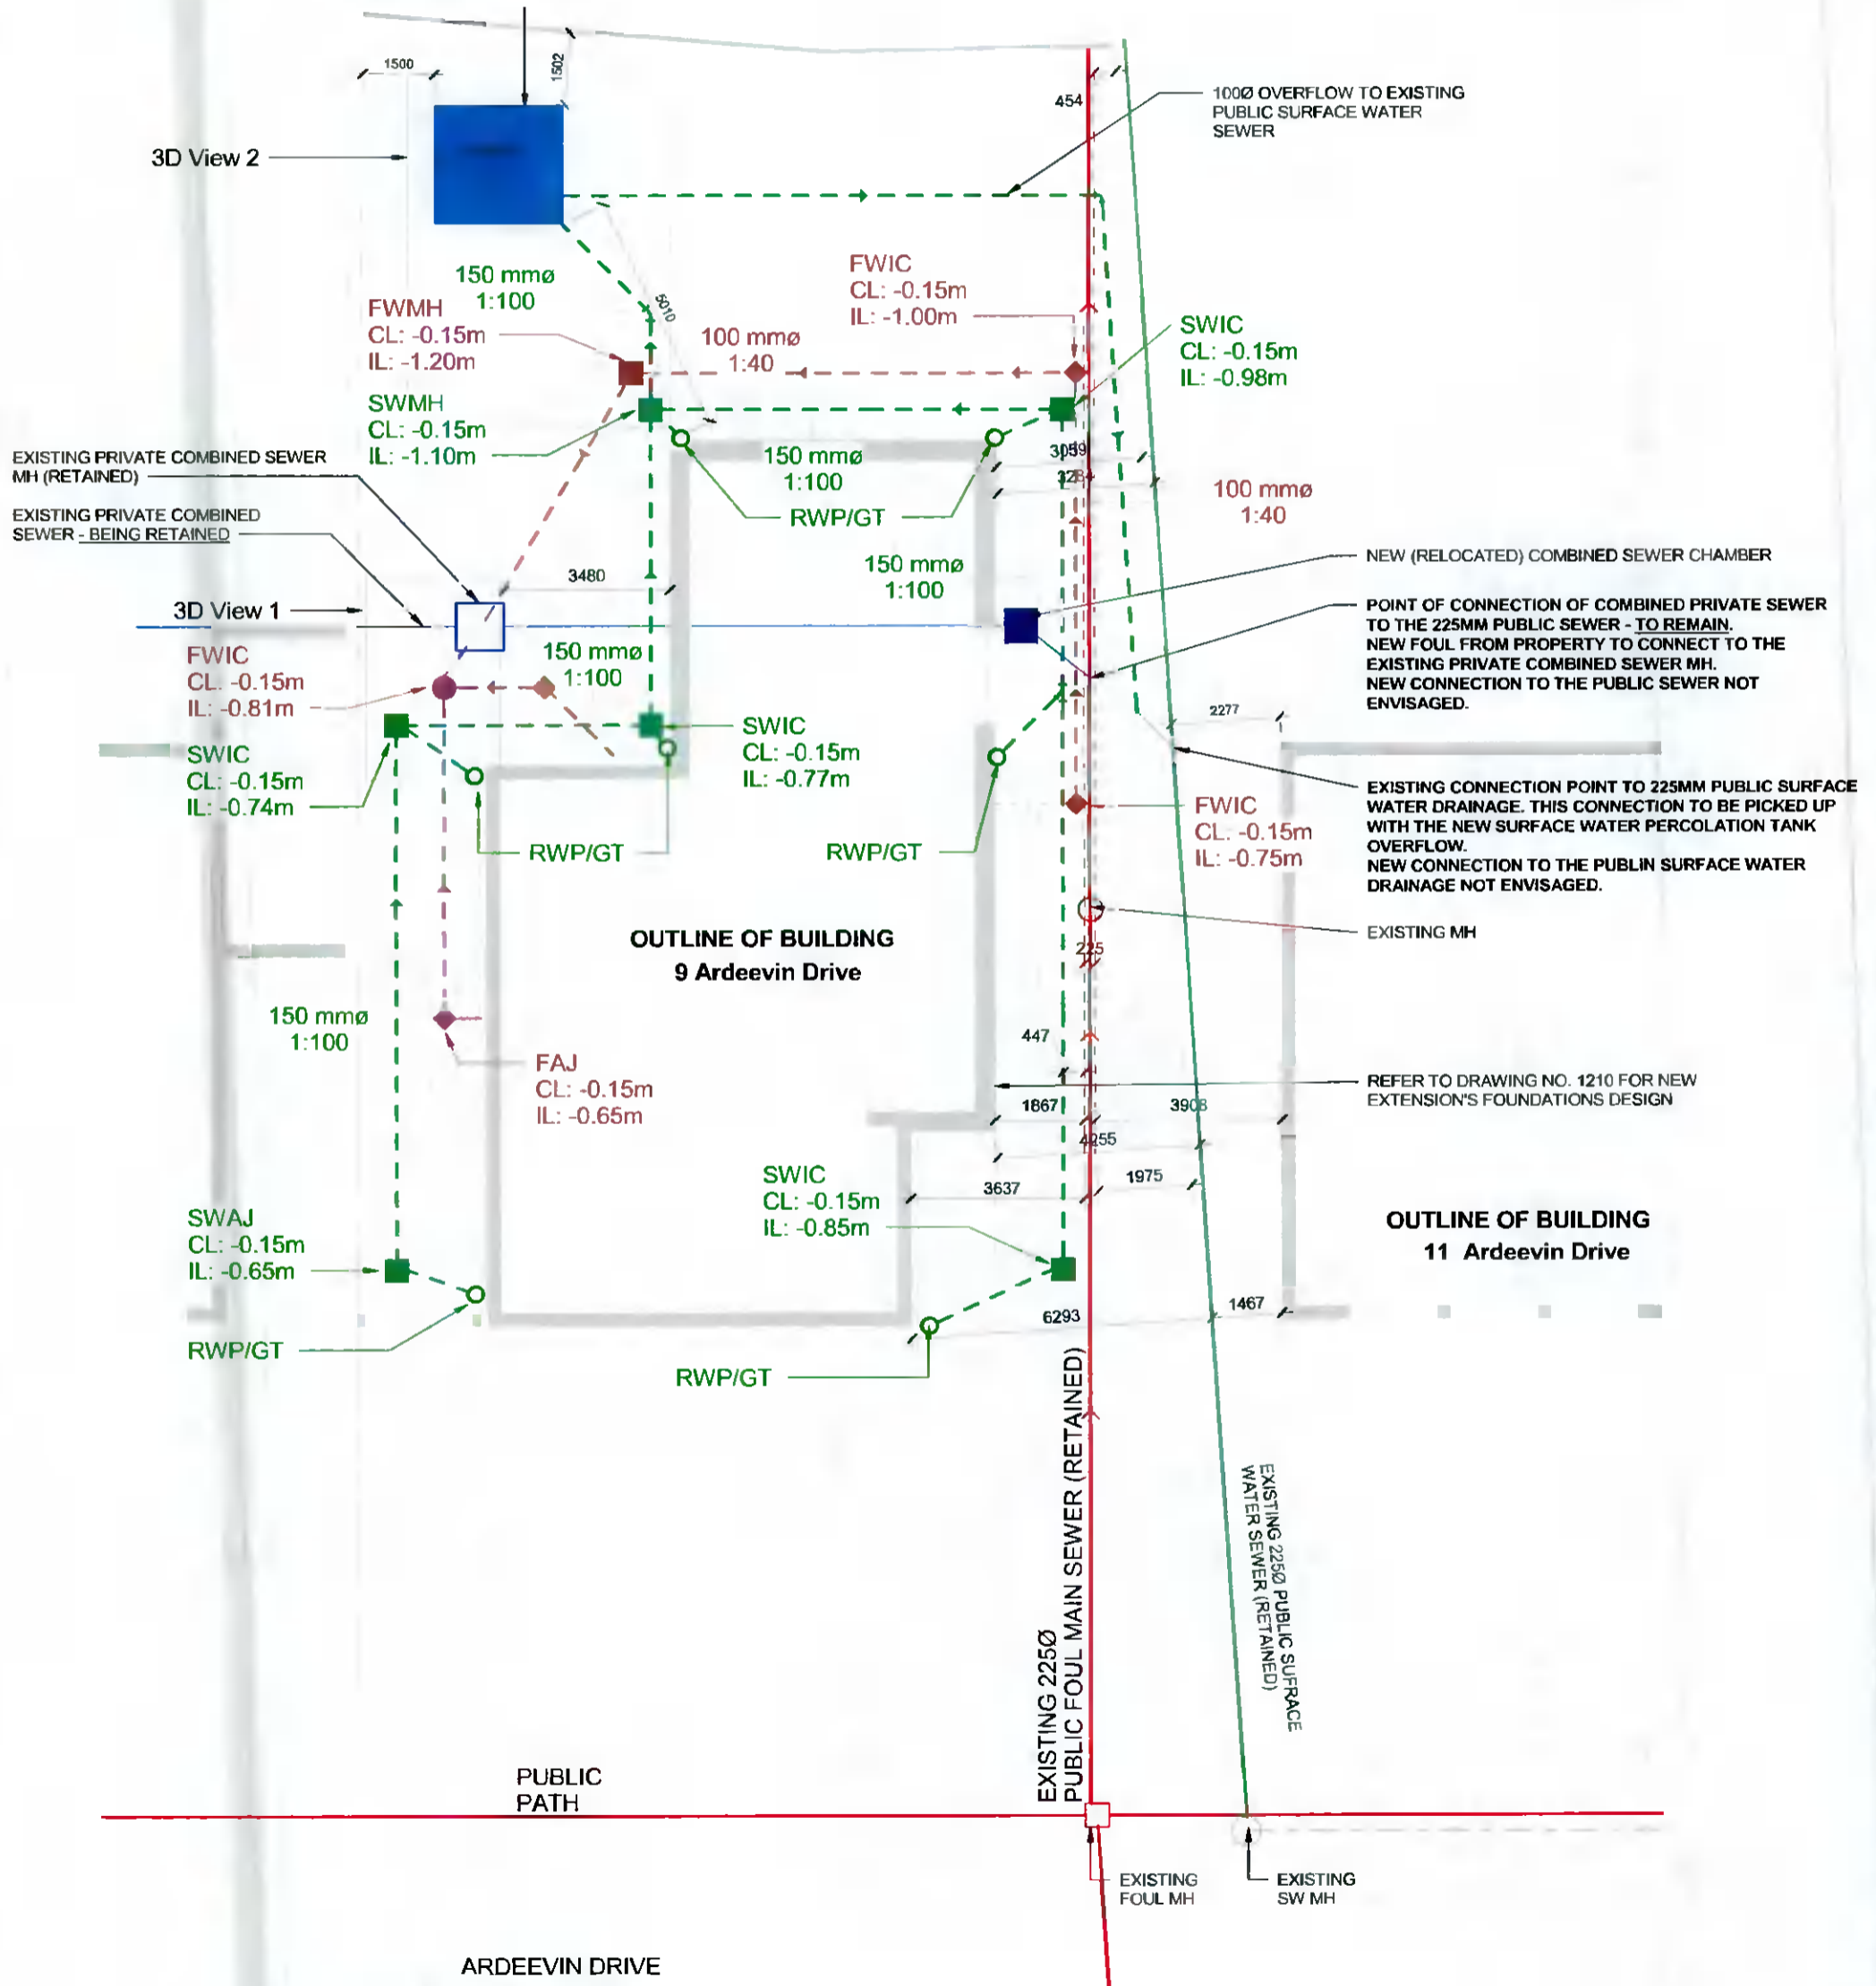 1500
1502
454
100Ø OVERFLOW TO EXISTING
PUBLIC SURFACE WATER
SEWER
3D View 2
150 mmø
1:100
5010
FWMH
CL: -0.15m
IL: -1.20m
FWIC
CL: -0.15m
IL: -1.00m
100 mmø
1:40
SWIC
CL: -0.15m
IL: -0.98m
SWMH
CL: -0.15m
IL: -1.10m
EXISTING PRIVATE COMBINED SEWER
MH (RETAINED)
EXISTING PRIVATE COMBINED
SEWER - BEING RETAINED
150 mmø
1:100
RWP/GT
3059
100 mmø
1:40
3480
150 mmø
1:100
3D View 1
NEW (RELOCATED) COMBINED SEWER CHAMBER
POINT OF CONNECTION OF COMBINED PRIVATE SEWER
TO THE 225MM PUBLIC SEWER - TO REMAIN.
NEW FOUL FROM PROPERTY TO CONNECT TO THE
EXISTING PRIVATE COMBINED SEWER MH.
NEW CONNECTION TO THE PUBLIC SEWER NOT
ENVISAGED.
FWIC
CL. -0.15m
IL: -0.81m
150 mmø
1:100
2277
SWIC
CL: -0.15m
IL: -0.74m
SWIC
CL: -0.15m
IL: -0.77m
EXISTING CONNECTION POINT TO 225MM PUBLIC SURFACE
WATER DRAINAGE. THIS CONNECTION TO BE PICKED UP
WITH THE NEW SURFACE WATER PERCOLATION TANK
OVERFLOW.
NEW CONNECTION TO THE PUBLIN SURFACE WATER
DRAINAGE NOT ENVISAGED.
FWIC
CL: -0.15m
IL: -0.75m
RWP/GT
RWP/GT
EXISTING MH
OUTLINE OF BUILDING
9 Ardeevin Drive
225
150 mmø
1:100
447
FAJ
CL: -0.15m
IL: -0.65m
REFER TO DRAWING NO. 1210 FOR NEW
EXTENSION'S FOUNDATIONS DESIGN
1867
3908
4255
SWIC
CL: -0.15m
IL: -0.85m
3637
1975
SWAJ
CL: -0.15m
IL: -0.65m
OUTLINE OF BUILDING
11 Ardeevin Drive
6293
1467
RWP/GT
RWP/GT
EXISTING 225Ø
PUBLIC FOUL MAIN SEWER (RETAINED)
EXISTING 225Ø PUBLIC SUFRACE
WATER SEWER (RETAINED)
PUBLIC
PATH
EXISTING
FOUL MH
EXISTING
SW MH
ARDEEVIN DRIVE